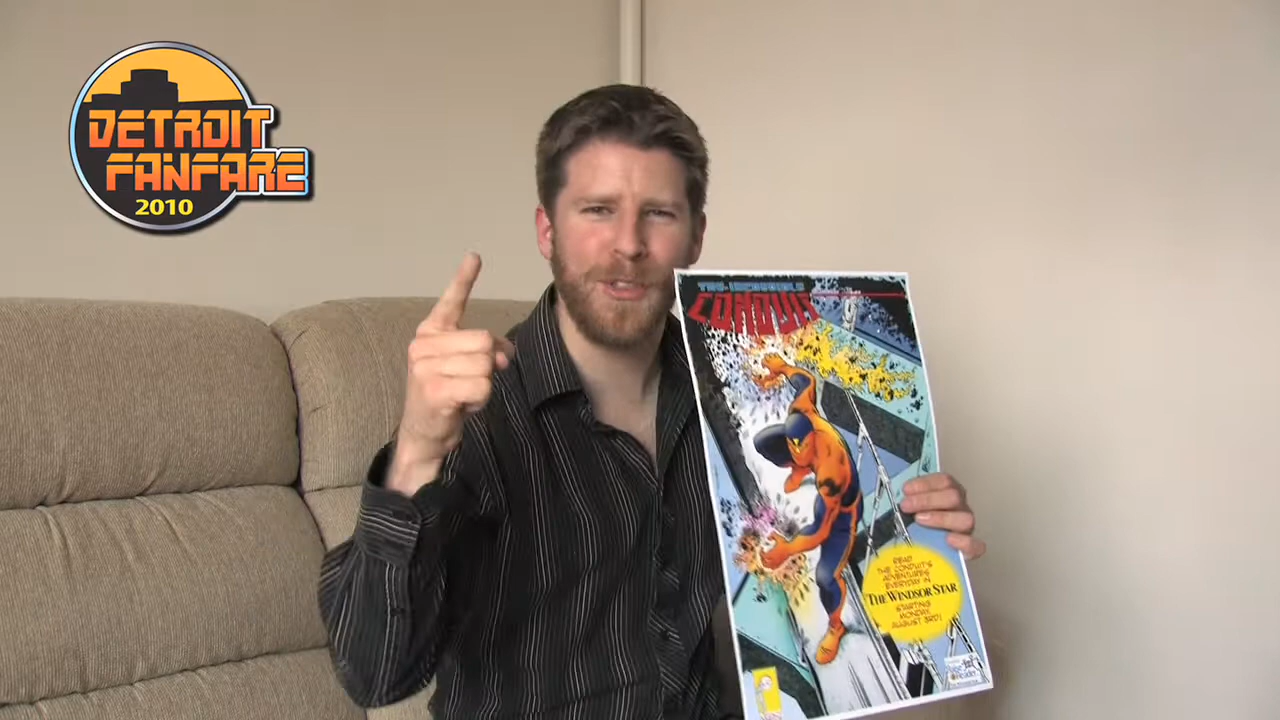 DETROIT
FANFARE
2010
THE INCREDIBLE
CONDUIT
READ
THE CONDUIT'S
ADVENTURES
EVERYDAY IN
THE WINDSOR STAR
STARTING
MONDAY,
AUGUST 3RD!